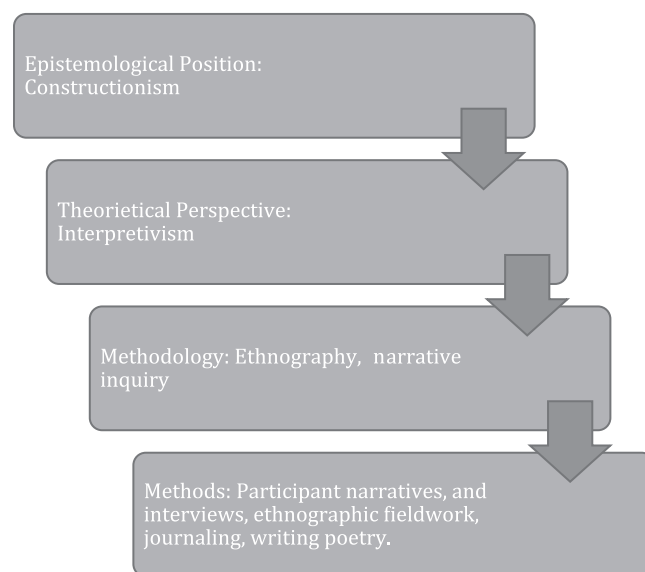 Epistemological Position:
Constructionism
Theorietical Perspective:
Interpretivism
Methodology: Ethnography, narrative
inquiry
Methods: Participant narratives, and
interviews, ethnographic fieldwork,
journaling, writing poetry.